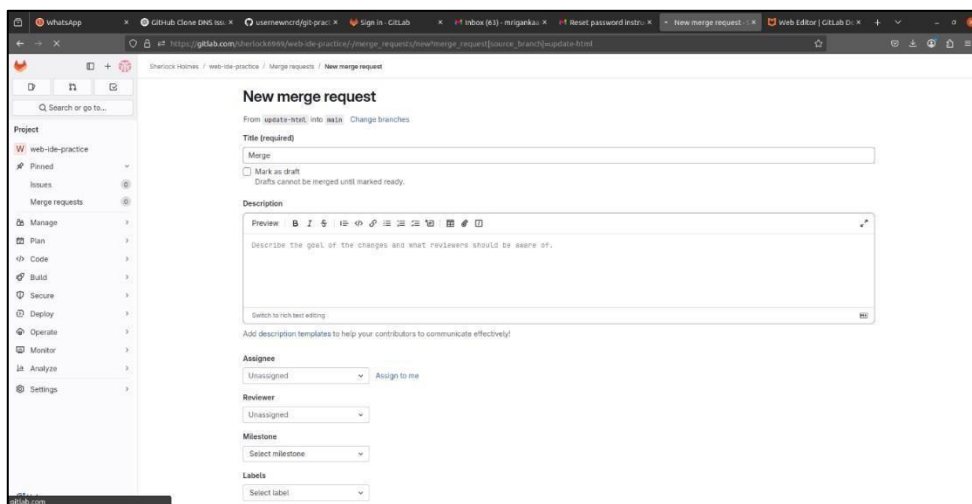 WhatsApp
GitHub Clone DNS Iss
usernewncrd/git-pract
Sign in · GitLab
Inbox (63) - mrigankaa
Reset password instru
New merge request · S
Web Editor | GitLab Do
https://gitlab.com/sherlock6969/web-ide-practice/-/merge_requests/new?merge_request[source_branch]=update-html
Sherlock Holmes / web-ide-practice / Merge requests / New merge request
Search or go to...
Project
W web-ide-practice
Pinned
Issues 0
Merge requests 0
Manage
Plan
Code
Build
Secure
Deploy
Operate
Monitor
Analyze
Settings
gitlab.com
New merge request
From update-html into main Change branches
Title (required)
Merge
Mark as draft
Drafts cannot be merged until marked ready.
Description
Preview B I S
Describe the goal of the changes and what reviewers should be aware of.
Switch to rich text editing
Add description templates to help your contributors to communicate effectively!
Assignee
Unassigned Assign to me
Reviewer
Unassigned
Milestone
Select milestone
Labels
Select label